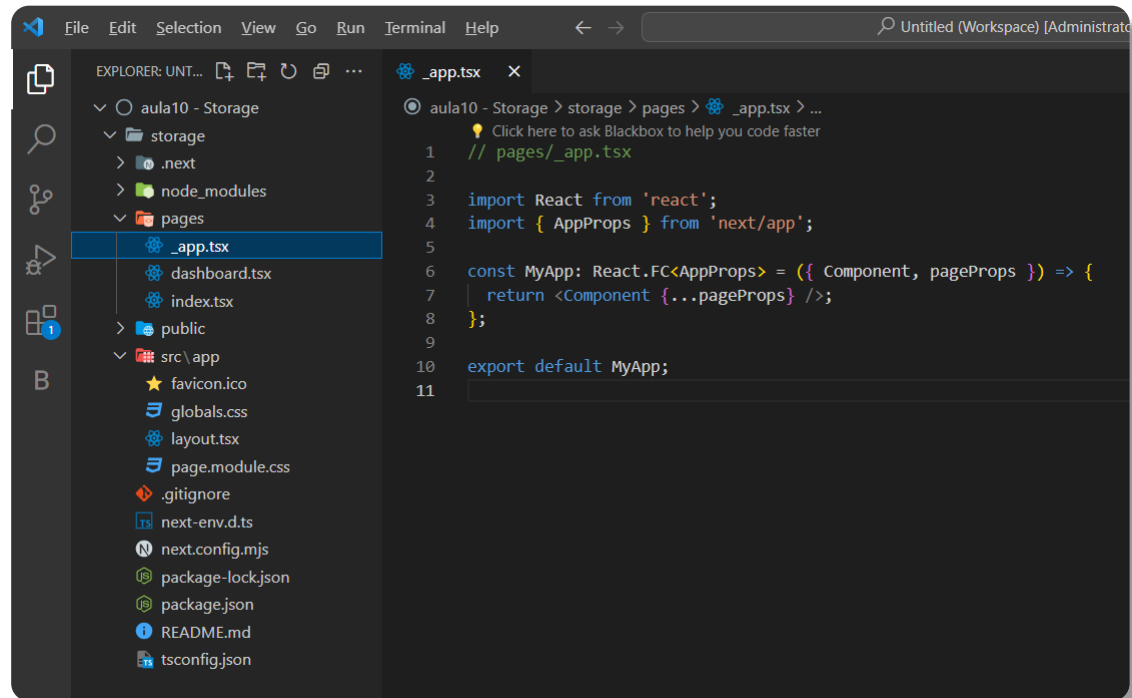 File Edit Selection View Go Run Terminal Help
Untitled (Workspace) [Administrato
EXPLORER: UNT...
_app.tsx
aula10 - Storage
storage
.next
node_modules
pages
_app.tsx
dashboard.tsx
index.tsx
public
src\app
favicon.ico
globals.css
layout.tsx
page.module.css
.gitignore
TS next-env.d.ts
N next.config.mjs
JS package-lock.json
JS package.json
README.md
TS tsconfig.json
1
B
aula10 - Storage > storage > pages > _app.tsx > ...
Click here to ask Blackbox to help you code faster
1 // pages/_app.tsx
2
3 import React from 'react';
4 import { AppProps } from 'next/app';
5
6 const MyApp: React.FC<AppProps> = ({ Component, pageProps }) => {
7 return <Component {...pageProps} />;
8 };
9
10 export default MyApp;
11